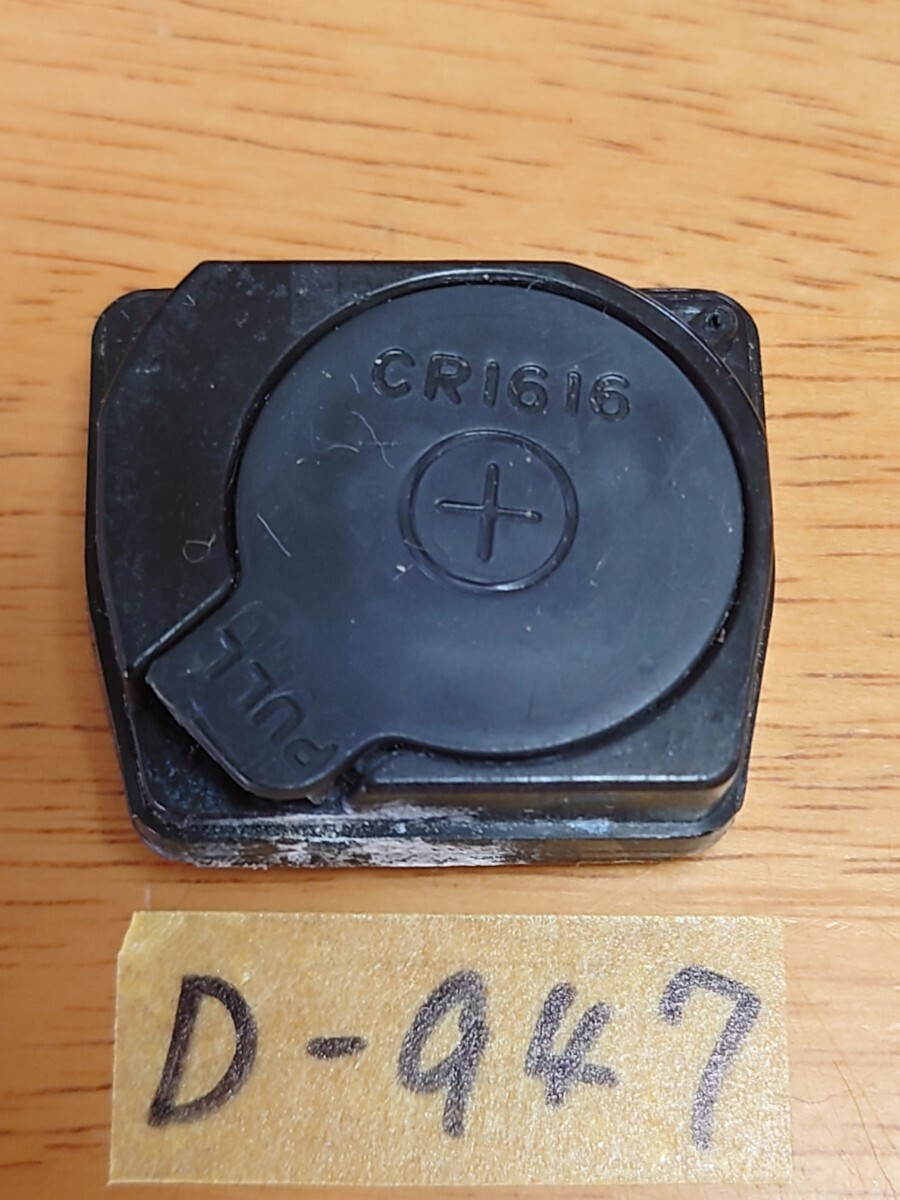 CR1616
+
PULL
D-947